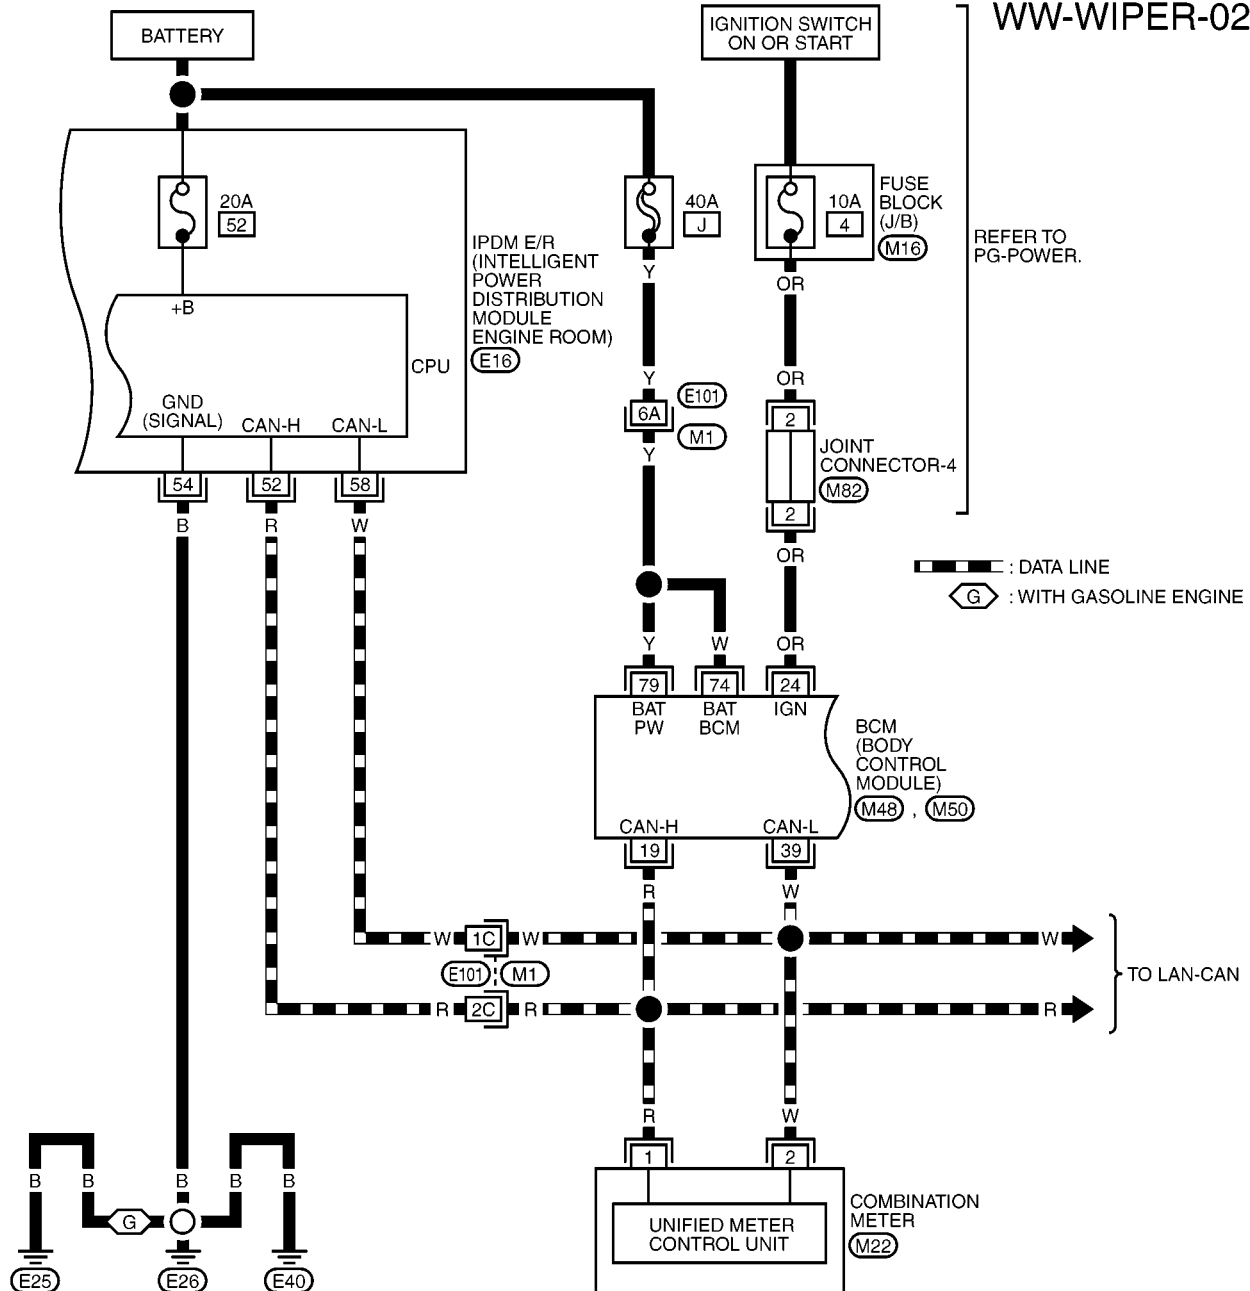 WW-WIPER-02
BATTERY
IGNITION SWITCH
ON OR START
20A
52
40A
J
10A
4
FUSE
BLOCK
(J/B)
M16
REFER TO
PG-POWER.
IPDM E/R
(INTELLIGENT
POWER
DISTRIBUTION
MODULE
ENGINE ROOM)
E16
+B
CPU
GND
(SIGNAL)
CAN-H
CAN-L
54
52
58
B
R
W
Y
Y
6A
E101
M1
Y
OR
OR
2
JOINT
CONNECTOR-4
M82
2
OR
: DATA LINE
G
: WITH GASOLINE ENGINE
Y
W
OR
79
74
24
BAT
PW
BAT
BCM
IGN
BCM
(BODY
CONTROL
MODULE)
M48 , M50
CAN-H
CAN-L
19
39
R
W
W
1C
W
W
E101
M1
TO LAN-CAN
R
2C
R
R
R
W
1
2
UNIFIED METER
CONTROL UNIT
COMBINATION
METER
M22
B
B
B
B
B
G
E25
E26
E40